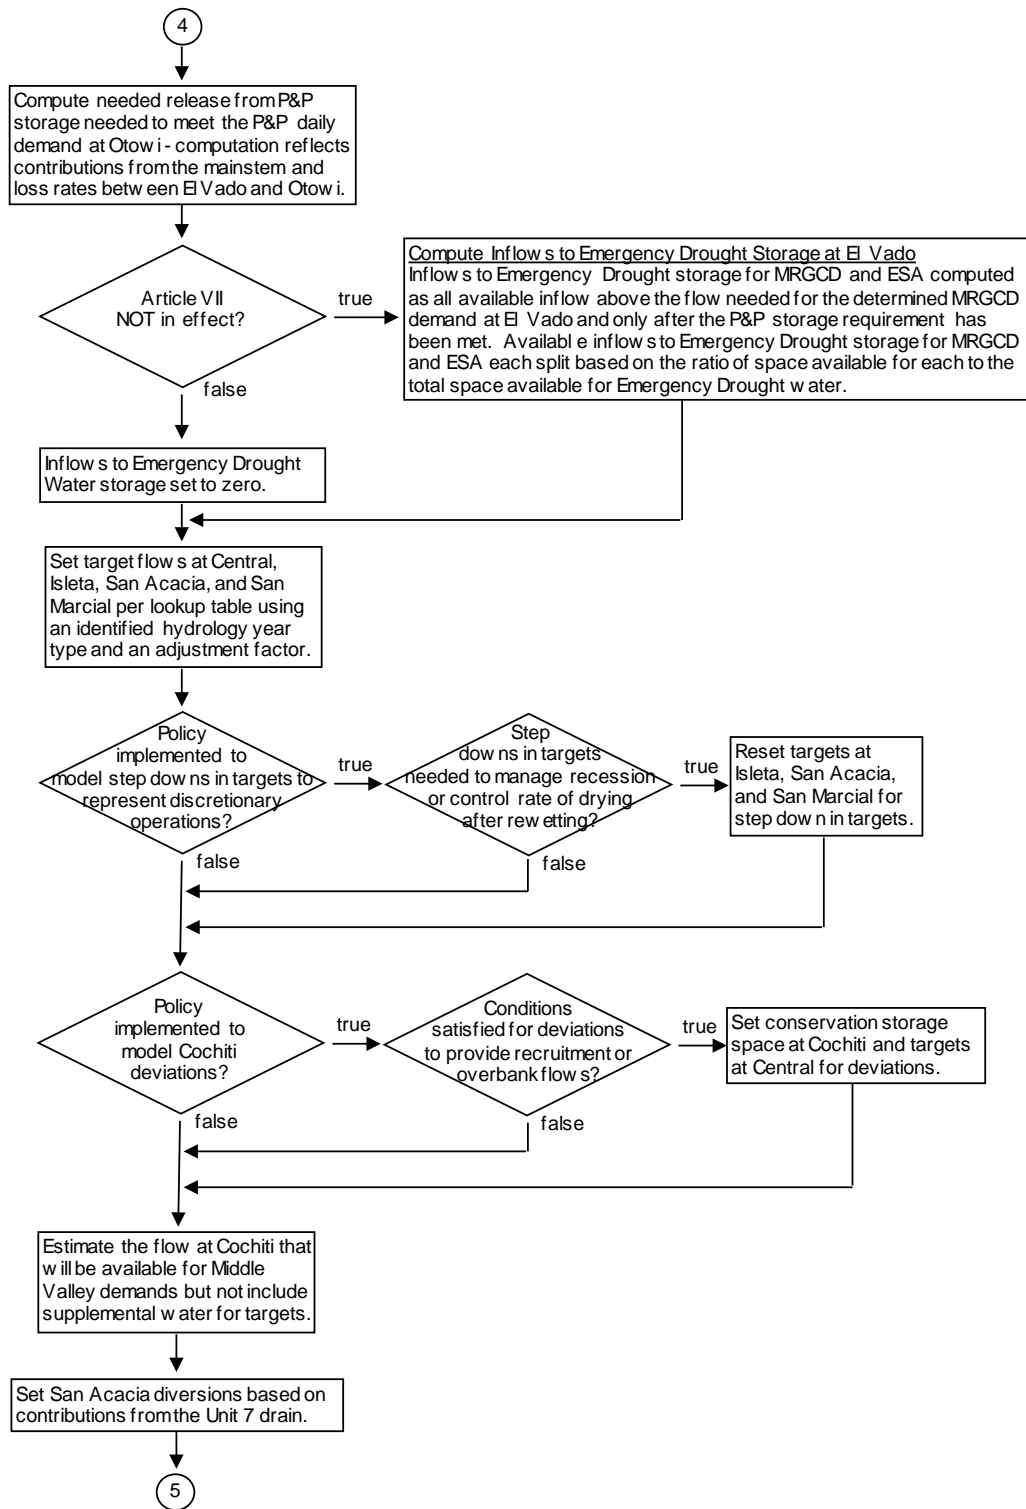 4
Compute needed release from P&P
storage needed to meet the P&P daily
demand at Otowi - computation reflects
contributions from the mainstem and
loss rates between El Vado and Otowi.
Article VII
NOT in effect?
true
false
Compute Inflows to Emergency Drought Storage at El Vado
Inflows to Emergency Drought storage for MRGCD and ESA computed
as all available inflow above the flow needed for the determined MRGCD
demand at El Vado and only after the P&P storage requirement has
been met. Available inflows to Emergency Drought storage for MRGCD
and ESA each split based on the ratio of space available for each to the
total space available for Emergency Drought water.
Inflows to Emergency Drought
Water storage set to zero.
Set target flows at Central,
Isleta, San Acacia, and San
Marcial per lookup table using
an identified hydrology year
type and an adjustment factor.
Policy
implemented to
model step downs in targets to
represent discretionary
operations?
true
false
Step
downs in targets
needed to manage recession
or control rate of drying
after rewetting?
true
false
Reset targets at
Isleta, San Acacia,
and San Marcial for
step down in targets.
Policy
implemented to
model Cochiti
deviations?
true
false
Conditions
satisfied for deviations
to provide recruitment or
overbank flows?
true
false
Set conservation storage
space at Cochiti and targets
at Central for deviations.
Estimate the flow at Cochiti that
will be available for Middle
Valley demands but not include
supplemental water for targets.
Set San Acacia diversions based on
contributions from the Unit 7 drain.
5